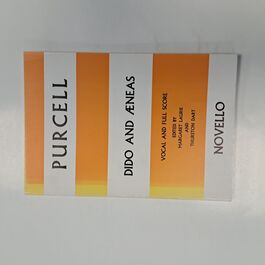 PURCELL
DIDO AND ÆNEAS
VOCAL AND FULL SCORE
EDITED BY
MARGARET LAURIE
AND
THURSTON DART
NOVELLO